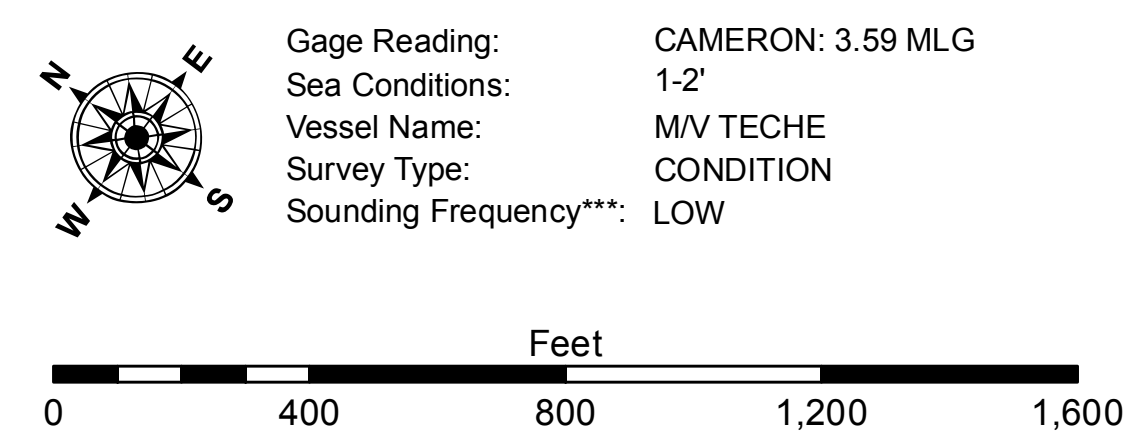 N E
W S
Gage Reading: CAMERON: 3.59 MLG
Sea Conditions: 1-2'
Vessel Name: M/V TECHE
Survey Type: CONDITION
Sounding Frequency***: LOW
Feet
0 400 800 1,200 1,600